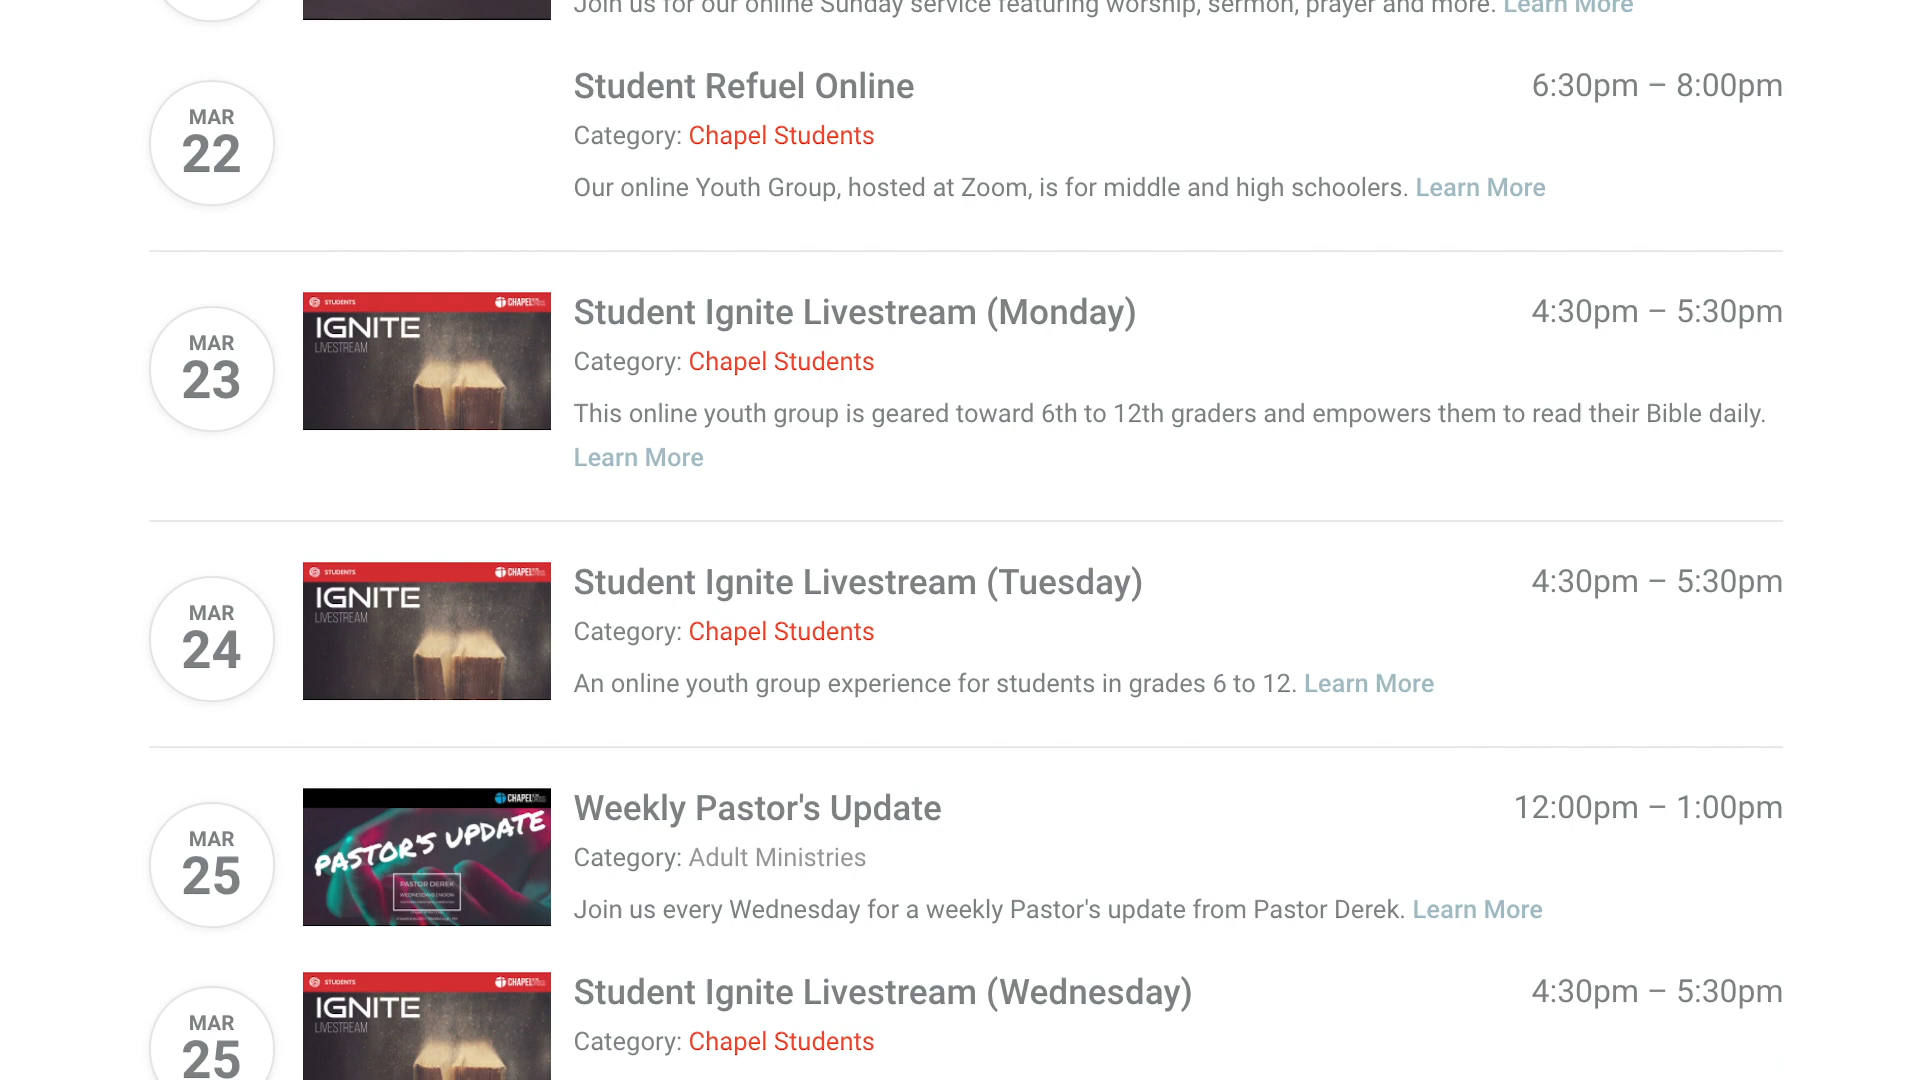 Join us for our online Sunday service featuring worship, sermon, prayer and more. Learn More
MAR
22
Student Refuel Online
6:30pm – 8:00pm
Category: Chapel Students
Our online Youth Group, hosted at Zoom, is for middle and high schoolers. Learn More
MAR
23
STUDENTS
CHAPEL
IGNITE
LIVESTREAM
Student Ignite Livestream (Monday)
4:30pm – 5:30pm
Category: Chapel Students
This online youth group is geared toward 6th to 12th graders and empowers them to read their Bible daily.
Learn More
MAR
24
STUDENTS
CHAPEL
IGNITE
LIVESTREAM
Student Ignite Livestream (Tuesday)
4:30pm – 5:30pm
Category: Chapel Students
An online youth group experience for students in grades 6 to 12. Learn More
MAR
25
CHAPEL
PASTOR'S UPDATE
PASTOR DEREK
WEDNESDAYS | NOON
Weekly Pastor's Update
12:00pm – 1:00pm
Category: Adult Ministries
Join us every Wednesday for a weekly Pastor's update from Pastor Derek. Learn More
MAR
25
STUDENTS
CHAPEL
IGNITE
LIVESTREAM
Student Ignite Livestream (Wednesday)
4:30pm – 5:30pm
Category: Chapel Students